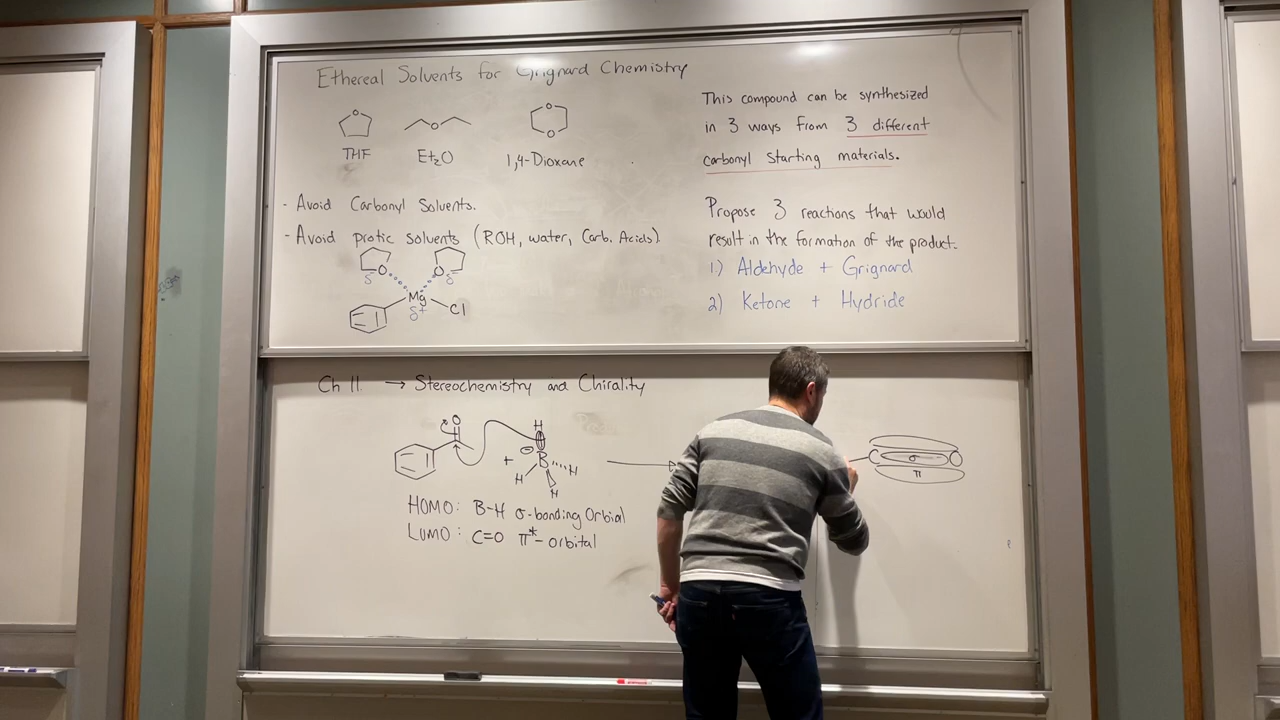 Ethereal Solvents for Grignard Chemistry
O
O
O
O
THF
Et2O
1,4-Dioxane
- Avoid Carbonyl Solvents.
- Avoid protic solvents (ROH, water, Carb. Acids).
O
O
δ-
δ-
Mg
Cl
δ+
This compound can be synthesized
in 3 ways from 3 different
carbonyl starting materials.
Propose 3 reactions that would
result in the formation of the product.
1.) Aldehyde + Grignard
2) Ketone + Hydride
Ch 11. → Stereochemistry and Chirality
O
+
H
⊖
B
H
H
H
HOMO: B-H σ-bonding Orbial
LUMO: C=O π*-orbital
C
σ
O
π